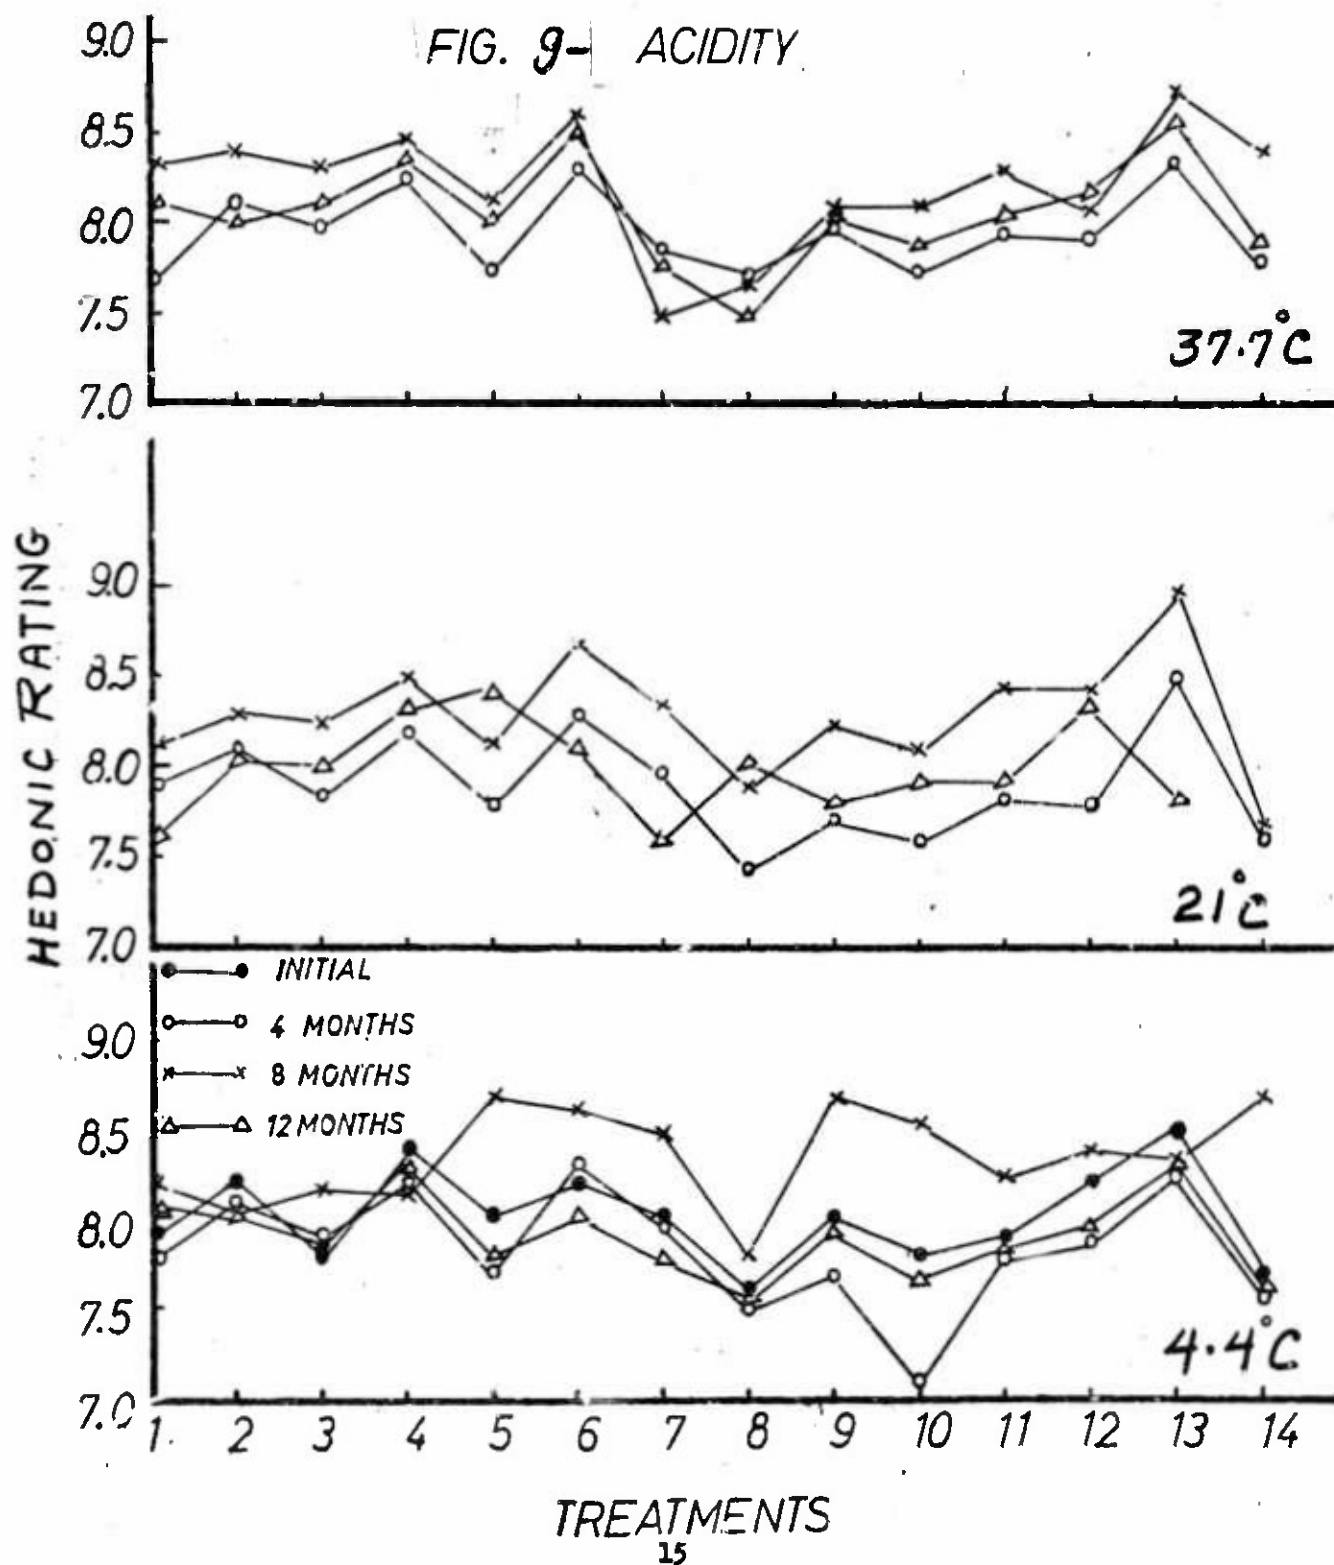 FIG. 9- ACIDITY
9.0
8.5
8.0
7.5
7.0
37.7°C
HEDONIC RATING
9.0
8.5
8.0
7.5
7.0
21°C
INITIAL
4 MONTHS
8 MONTHS
12 MONTHS
9.0
8.5
8.0
7.5
7.0
4.4°C
1 2 3 4 5 6 7 8 9 10 11 12 13 14
TREATMENTS
15